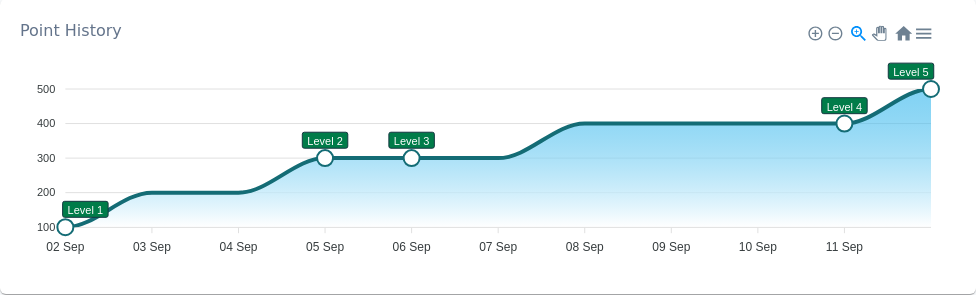 Point History
Level 5
500
Level 4
400
Level 2
Level 3
300
200
Level 1
100
02 Sep
03 Sep
04 Sep
05 Sep
06 Sep
07 Sep
08 Sep
09 Sep
10 Sep
11 Sep